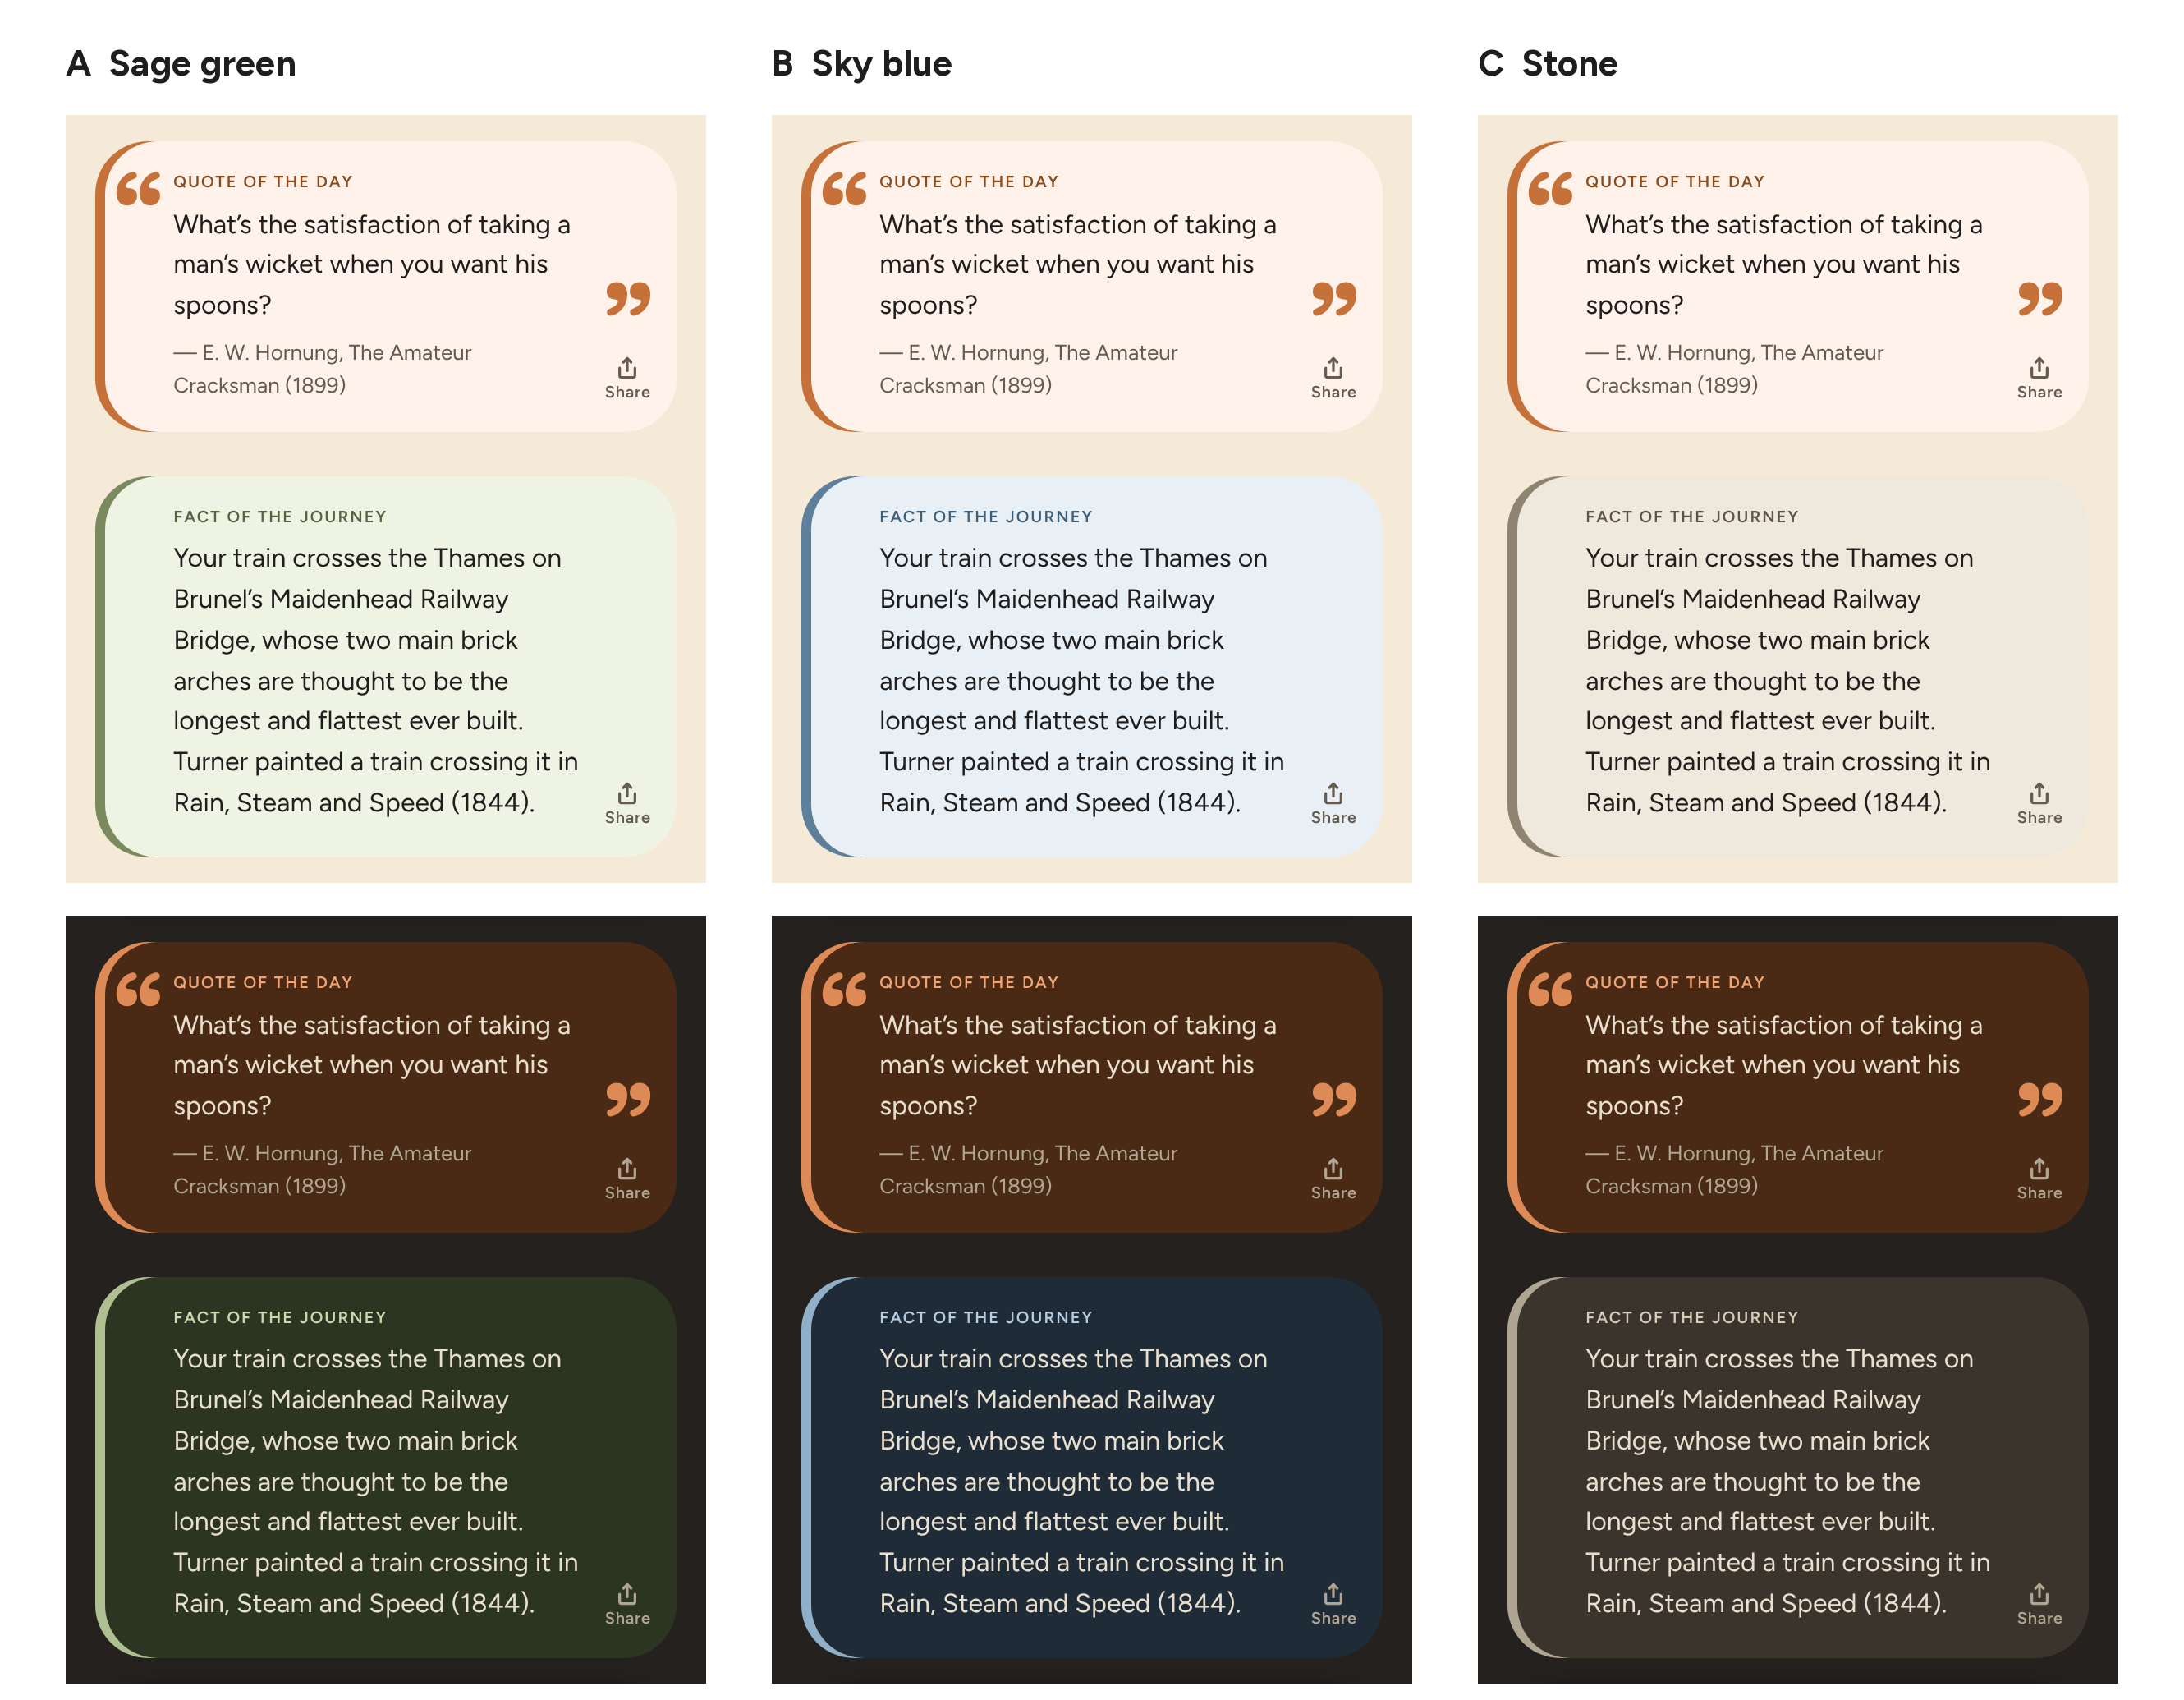 A Sage green
“ QUOTE OF THE DAY
What’s the satisfaction of taking a
man’s wicket when you want his
spoons?
”
— E. W. Hornung, The Amateur
Cracksman (1899)
Share
FACT OF THE JOURNEY
Your train crosses the Thames on
Brunel’s Maidenhead Railway
Bridge, whose two main brick
arches are thought to be the
longest and flattest ever built.
Turner painted a train crossing it in
Rain, Steam and Speed (1844).
Share
“ QUOTE OF THE DAY
What’s the satisfaction of taking a
man’s wicket when you want his
spoons?
”
— E. W. Hornung, The Amateur
Cracksman (1899)
Share
FACT OF THE JOURNEY
Your train crosses the Thames on
Brunel’s Maidenhead Railway
Bridge, whose two main brick
arches are thought to be the
longest and flattest ever built.
Turner painted a train crossing it in
Rain, Steam and Speed (1844).
Share
B Sky blue
“ QUOTE OF THE DAY
What’s the satisfaction of taking a
man’s wicket when you want his
spoons?
”
— E. W. Hornung, The Amateur
Cracksman (1899)
Share
FACT OF THE JOURNEY
Your train crosses the Thames on
Brunel’s Maidenhead Railway
Bridge, whose two main brick
arches are thought to be the
longest and flattest ever built.
Turner painted a train crossing it in
Rain, Steam and Speed (1844).
Share
“ QUOTE OF THE DAY
What’s the satisfaction of taking a
man’s wicket when you want his
spoons?
”
— E. W. Hornung, The Amateur
Cracksman (1899)
Share
FACT OF THE JOURNEY
Your train crosses the Thames on
Brunel’s Maidenhead Railway
Bridge, whose two main brick
arches are thought to be the
longest and flattest ever built.
Turner painted a train crossing it in
Rain, Steam and Speed (1844).
Share
C Stone
“ QUOTE OF THE DAY
What’s the satisfaction of taking a
man’s wicket when you want his
spoons?
”
— E. W. Hornung, The Amateur
Cracksman (1899)
Share
FACT OF THE JOURNEY
Your train crosses the Thames on
Brunel’s Maidenhead Railway
Bridge, whose two main brick
arches are thought to be the
longest and flattest ever built.
Turner painted a train crossing it in
Rain, Steam and Speed (1844).
Share
“ QUOTE OF THE DAY
What’s the satisfaction of taking a
man’s wicket when you want his
spoons?
”
— E. W. Hornung, The Amateur
Cracksman (1899)
Share
FACT OF THE JOURNEY
Your train crosses the Thames on
Brunel’s Maidenhead Railway
Bridge, whose two main brick
arches are thought to be the
longest and flattest ever built.
Turner painted a train crossing it in
Rain, Steam and Speed (1844).
Share